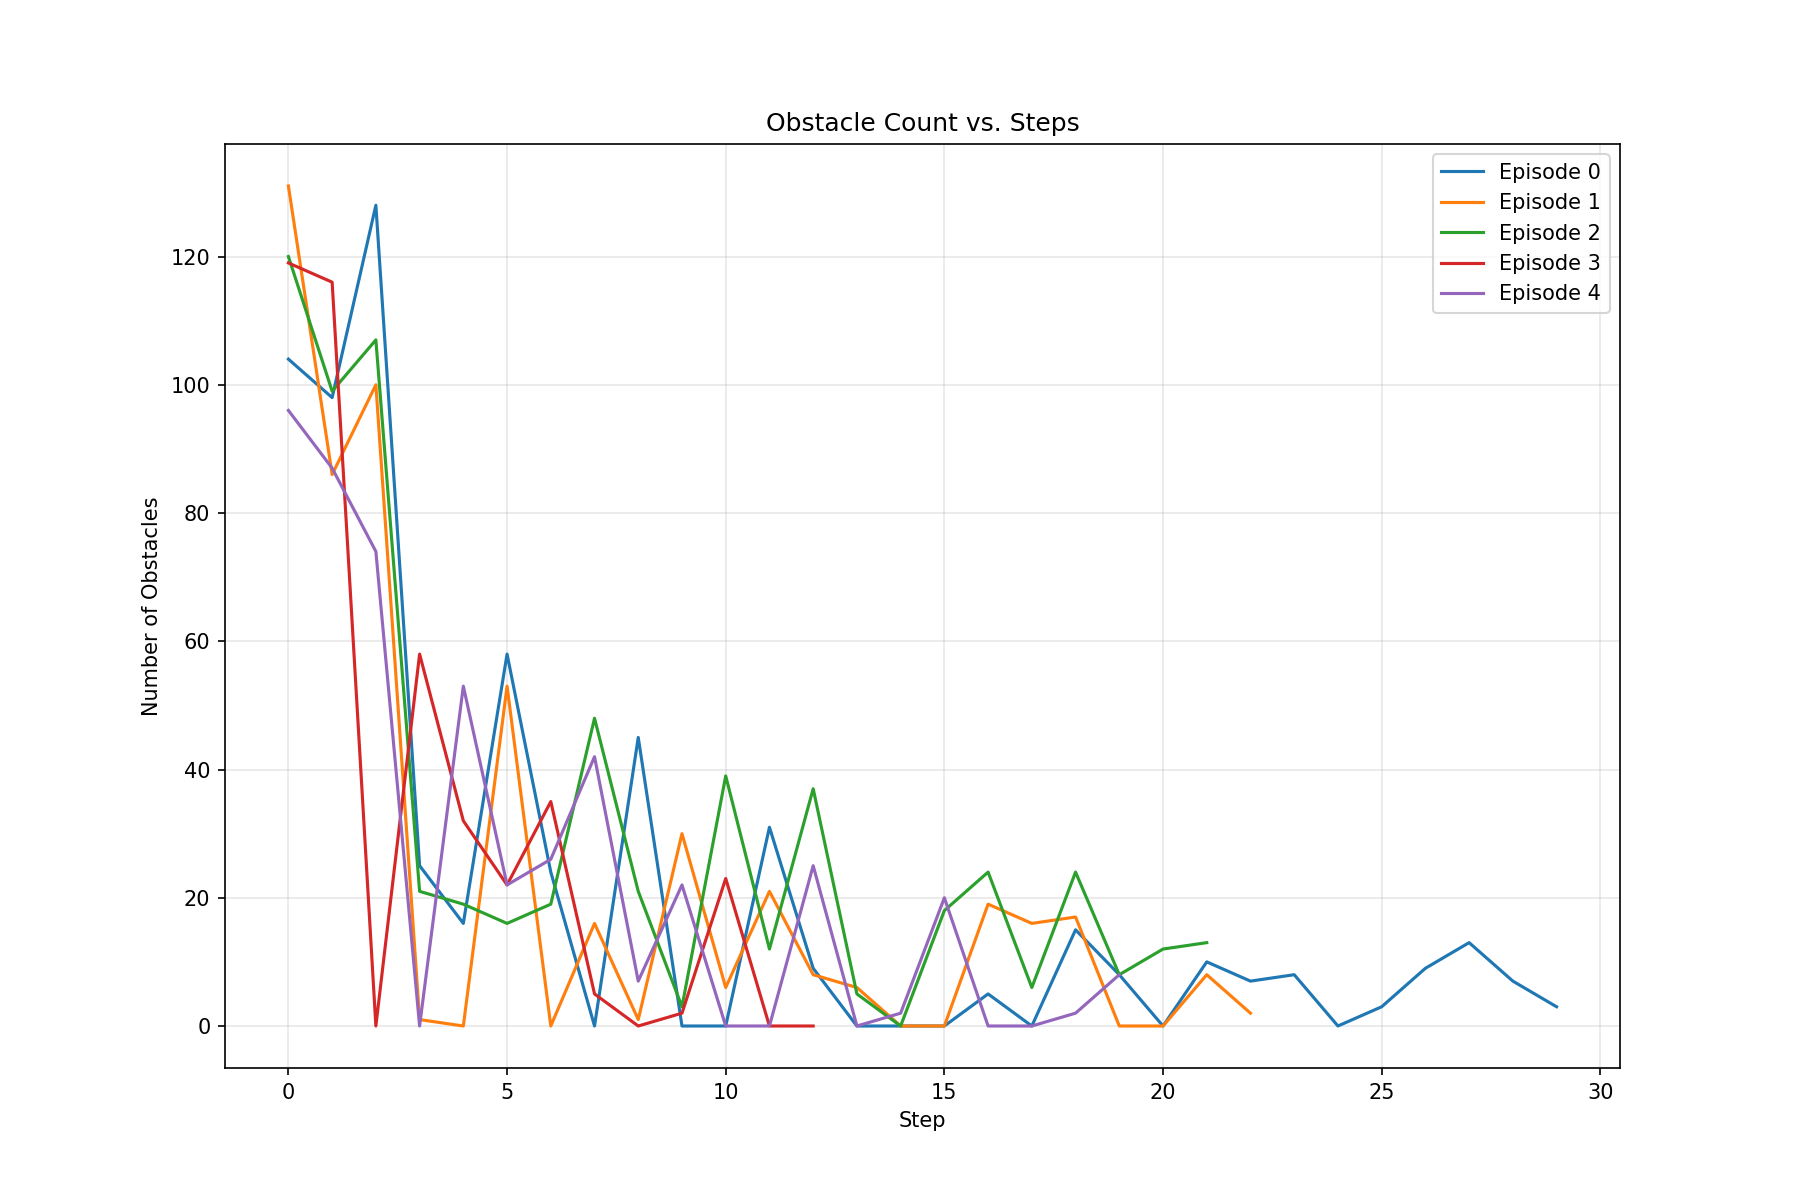 Obstacle Count vs. Steps
Episode 0
Episode 1
Episode 2
Episode 3
Episode 4
Number of Obstacles
120
100
80
60
40
20
0
0 5 10 15 20 25 30
Step